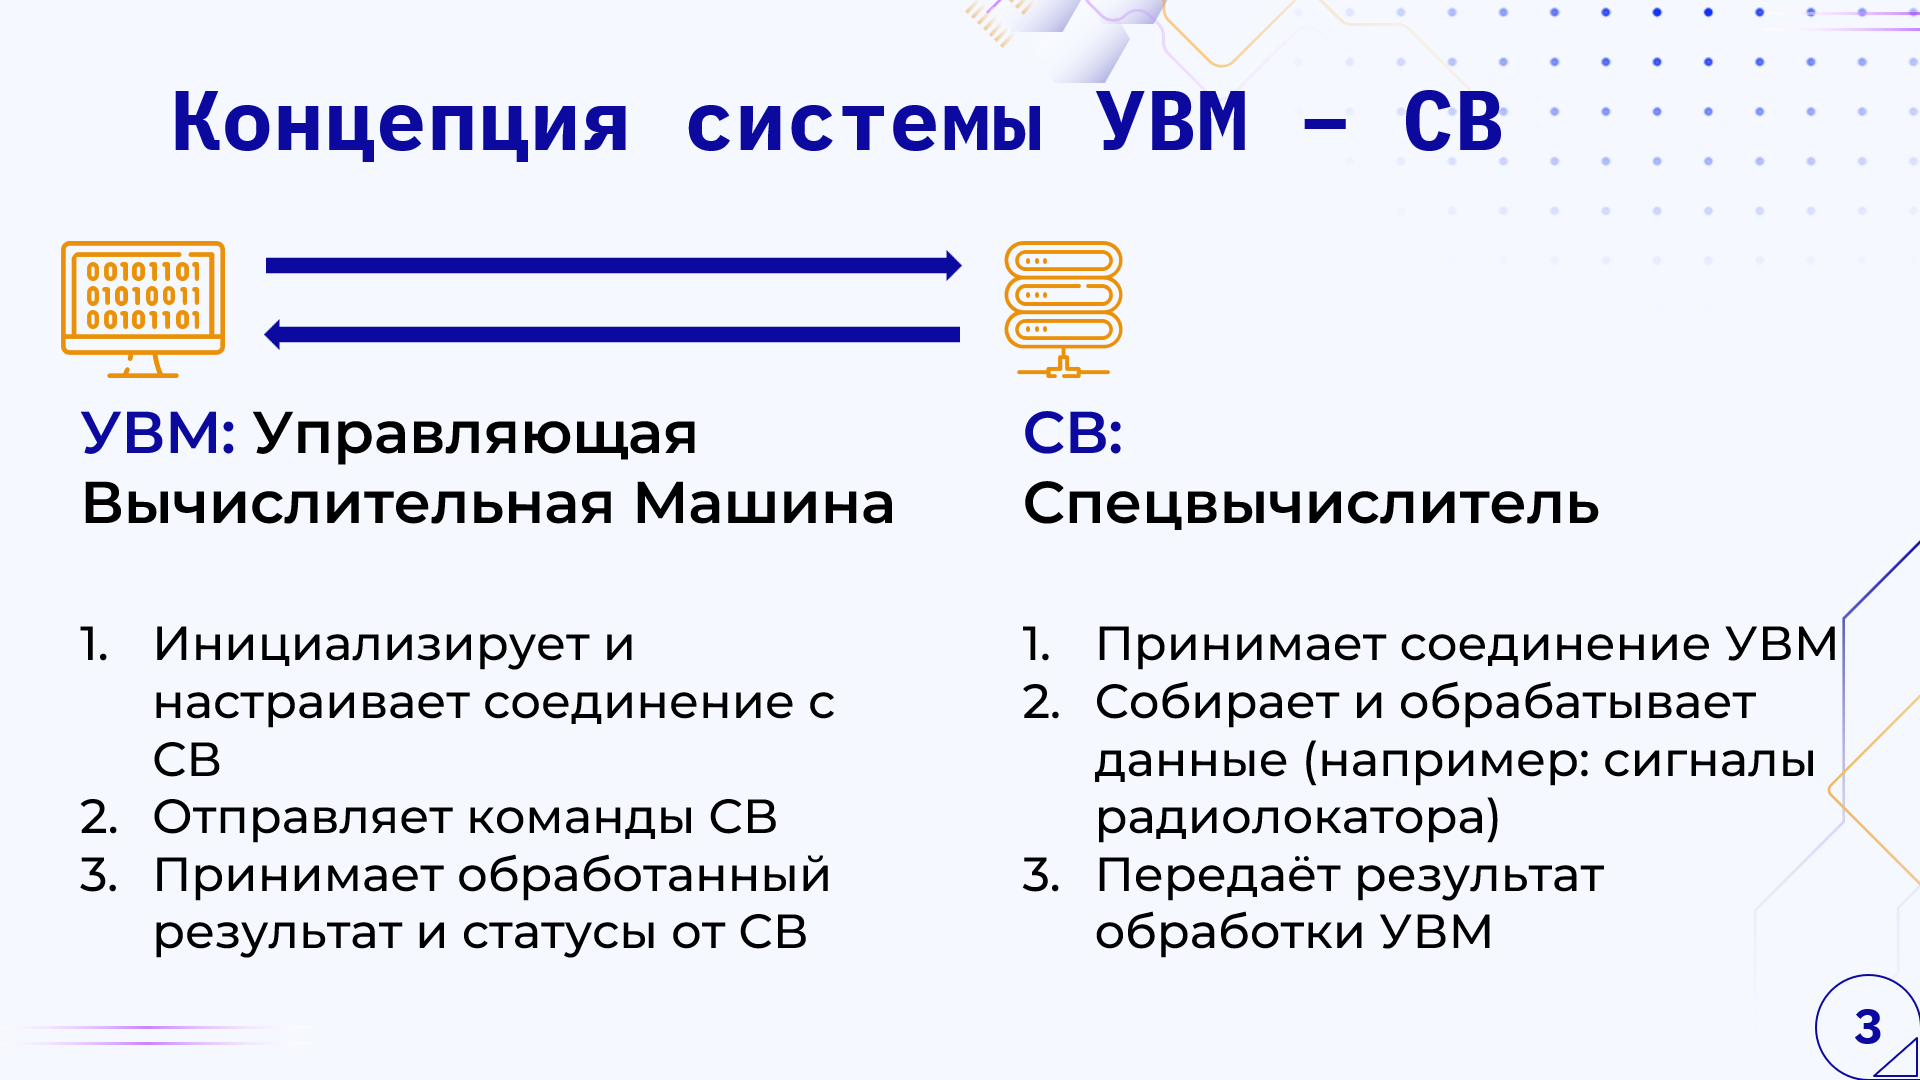 Концепция системы УВМ – СВ
00101101
01010011
00101101
УВМ: Управляющая
Вычислительная Машина
1. Инициализирует и
настраивает соединение с
СВ
2. Отправляет команды СВ
3. Принимает обработанный
результат и статусы от СВ
СВ:
Спецвычислитель
1. Принимает соединение УВМ
2. Собирает и обрабатывает
данные (например: сигналы
радиолокатора)
3. Передаёт результат
обработки УВМ
3